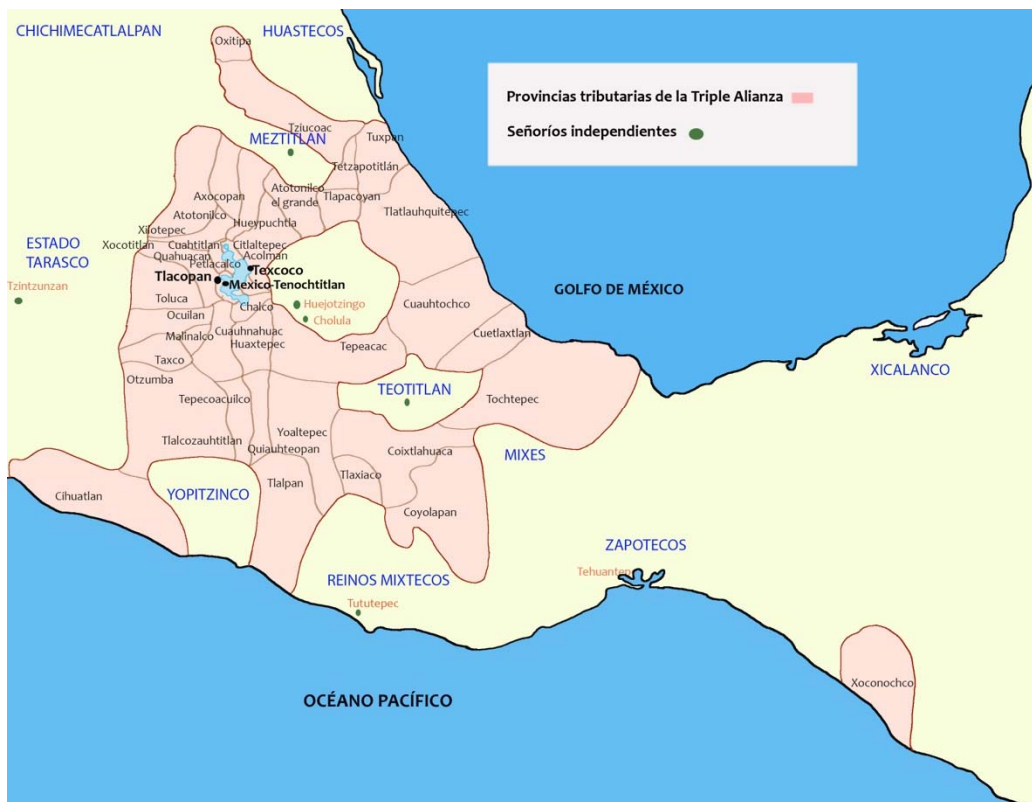 CHICHIMECATLALPAN
HUASTECOS
Oxitipa
Provincias tributarias de la Triple Alianza
Señoríos independientes
Tziucoac
Tuxpan
MEZTITLAN
Tetzapotitlán
Atotonilco
el grande
Tlapacoyan
Axocopan
Tlatlauhquitepec
Atotonilco
Hueypuchtla
Xilotepec
Xocotitlan
Cuahtitlan
Citlaltepec
ESTADO
TARASCO
Quahuacan
Acolman
Petlacalco
Texcoco
Tlacopan
Mexico-Tenochtitlan
Tzintzunzan
GOLFO DE MÉXICO
Toluca
Chalco
Huejotzingo
Cuauhtochco
Ocuilan
Cholula
Malinalco
Cuauhnahuac
Huaxtepec
Tepeacac
Cuetlaxtlan
Taxco
XICALANCO
Otzumba
TEOTITLAN
Tepecoacuilco
Tochtepec
Tlalcozauhtitlan
Yoaltepec
Quiauhteopan
Coixtlahuaca
MIXES
Tlalpan
Tlaxiaco
Cihuatlan
YOPITZINCO
Coyolapan
ZAPOTECOS
Tehuantep
REINOS MIXTECOS
Tututepec
Xoconochco
OCÉANO PACÍFICO